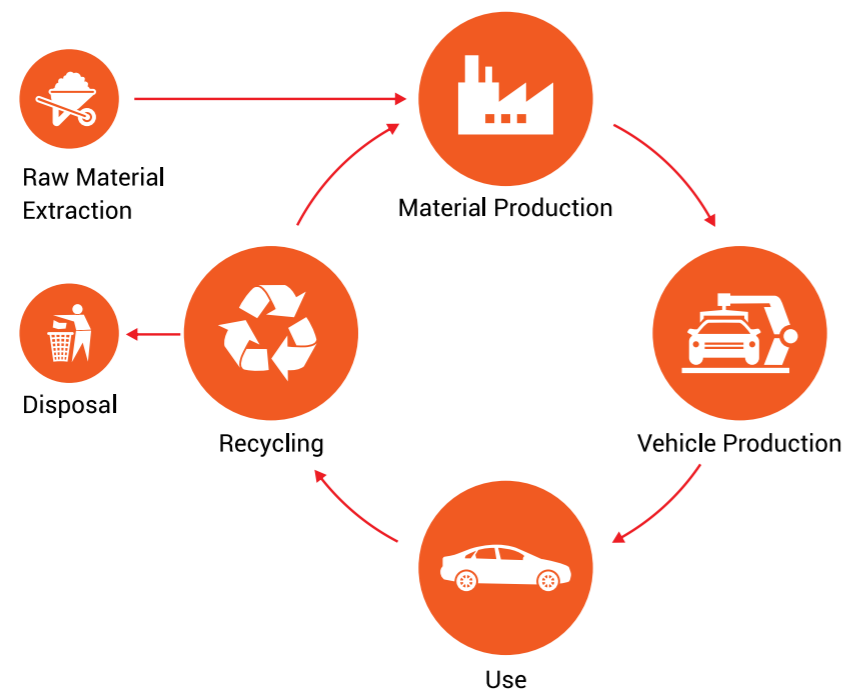 Raw Material
Extraction
Material Production
Disposal
Recycling
Vehicle Production
Use